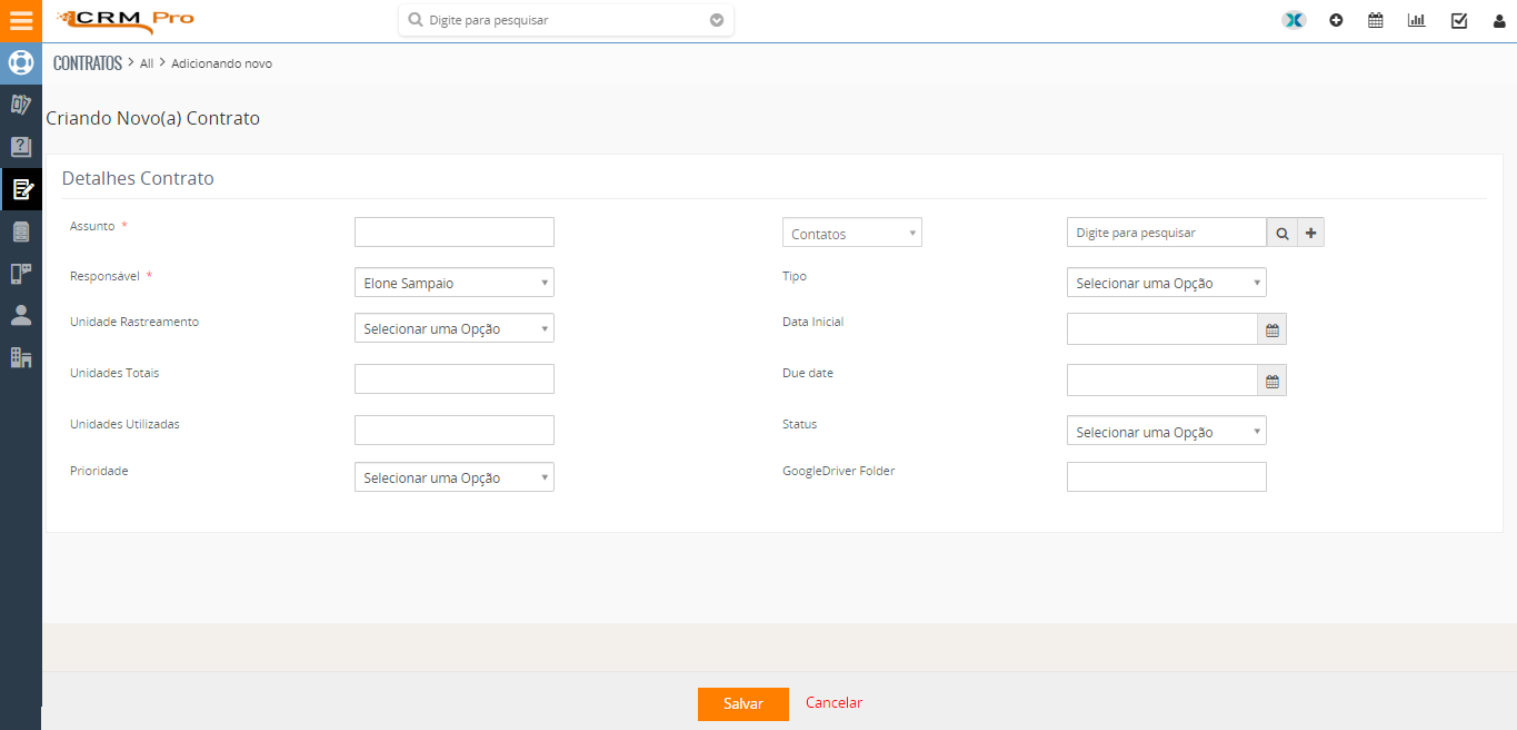 CRM Pro
Digite para pesquisar
CONTRATOS > All > Adicionando novo
Criando Novo(a) Contrato
Detalhes Contrato
Assunto *
Contatos
Digite para pesquisar
Responsável * Elone Sampaio
Tipo Selecionar uma Opção
Unidade Rastreamento Selecionar uma Opção
Data Inicial
Unidades Totais
Due date
Unidades Utilizadas
Status Selecionar uma Opção
Prioridade Selecionar uma Opção
GoogleDriver Folder
Salvar Cancelar